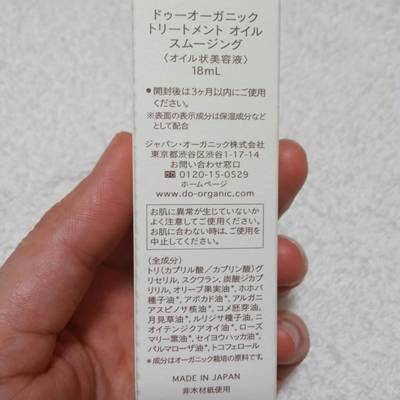 ドゥーオーガニック
トリートメント オイル
スムージング
〈オイル状美容液〉
18mL
●開封後は3ヶ月以内にご使用
ください。
※表面の表示成分は保湿成分など
として配合
ジャパン・オーガニック株式会社
東京都渋谷区渋谷1-17-14
お問い合わせ窓口
0120-15-0529
ホームページ
www.do-organic.com
お肌に異常が生じていないか
よく注意してご使用ください。
お肌に合わない時は、ご使用を
中止してください。
〈全成分〉
トリ(カプリル酸/カプリン酸)グ
リセリル、スクワラン、炭酸ジカプ
リリル、オリーブ果実油*、ホホバ
種子油*、アボカド油*、アルガニ
アスピノサ核油*、コメ胚芽油、
月見草油*、ルリジサ種子油、ニ
オイテンジクアオイ油*、ローズ
マリー葉油*、セイヨウハッカ油*、
パルマローザ油*、トコフェロール
*成分はオーガニック栽培の原料です。
MADE IN JAPAN
非木材紙使用